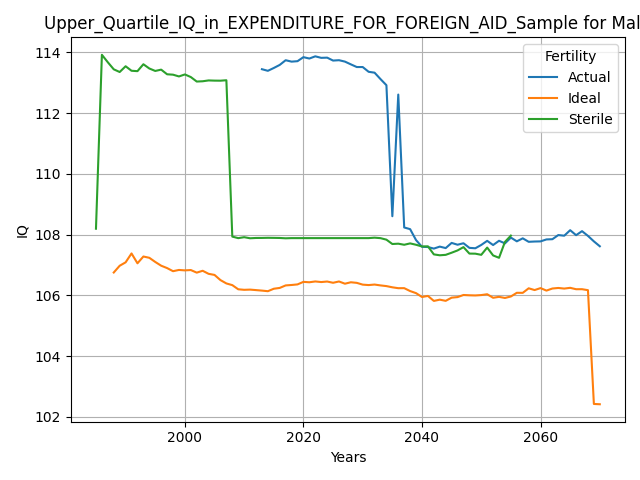 Upper_Quartile_IQ_in_EXPENDITURE_FOR_FOREIGN_AID_Sample for Mal
114
112
110
108
106
104
102
IQ
Fertility
Actual
Ideal
Sterile
2000
2020
2040
2060
Years